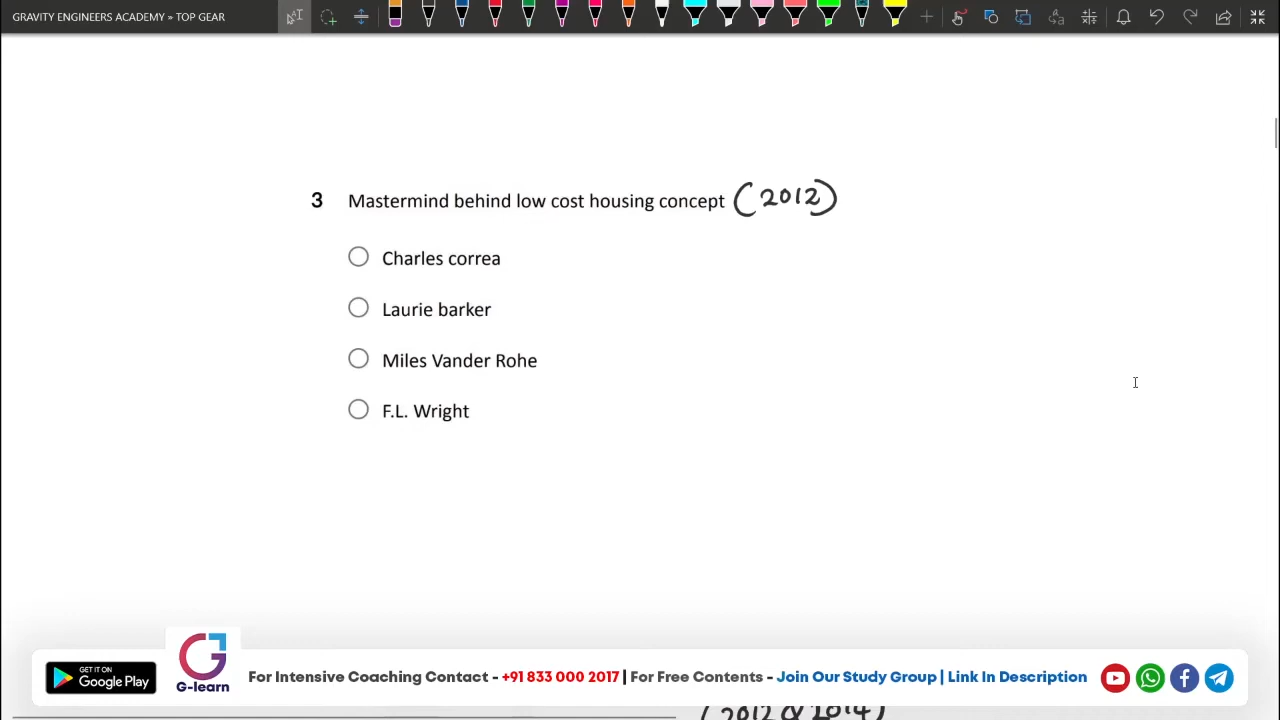 GRAVITY ENGINEERS ACADEMY » TOP GEAR
3 Mastermind behind low cost housing concept (2012)
Charles correa
Laurie barker
Miles Vander Rohe
F.L. Wright
(2012 & 2014)
GET IT ON
Google Play
G-learn
For Intensive Coaching Contact - +91 833 000 2017 | For Free Contents - Join Our Study Group | Link In Description